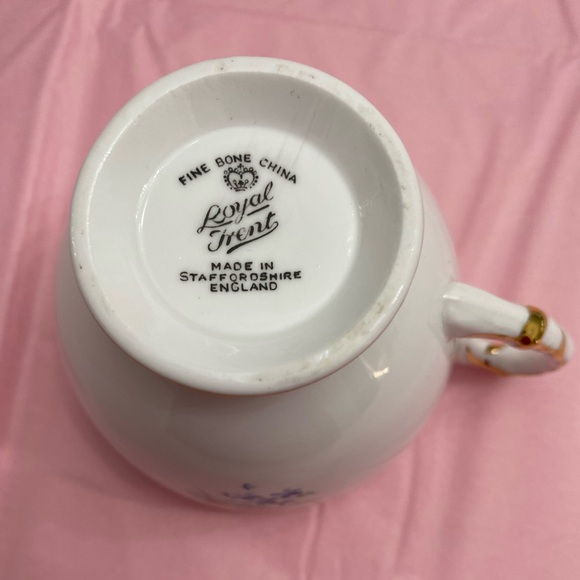 FINE BONE CHINA
Royal
Trent
MADE IN
STAFFORDSHIRE
ENGLAND